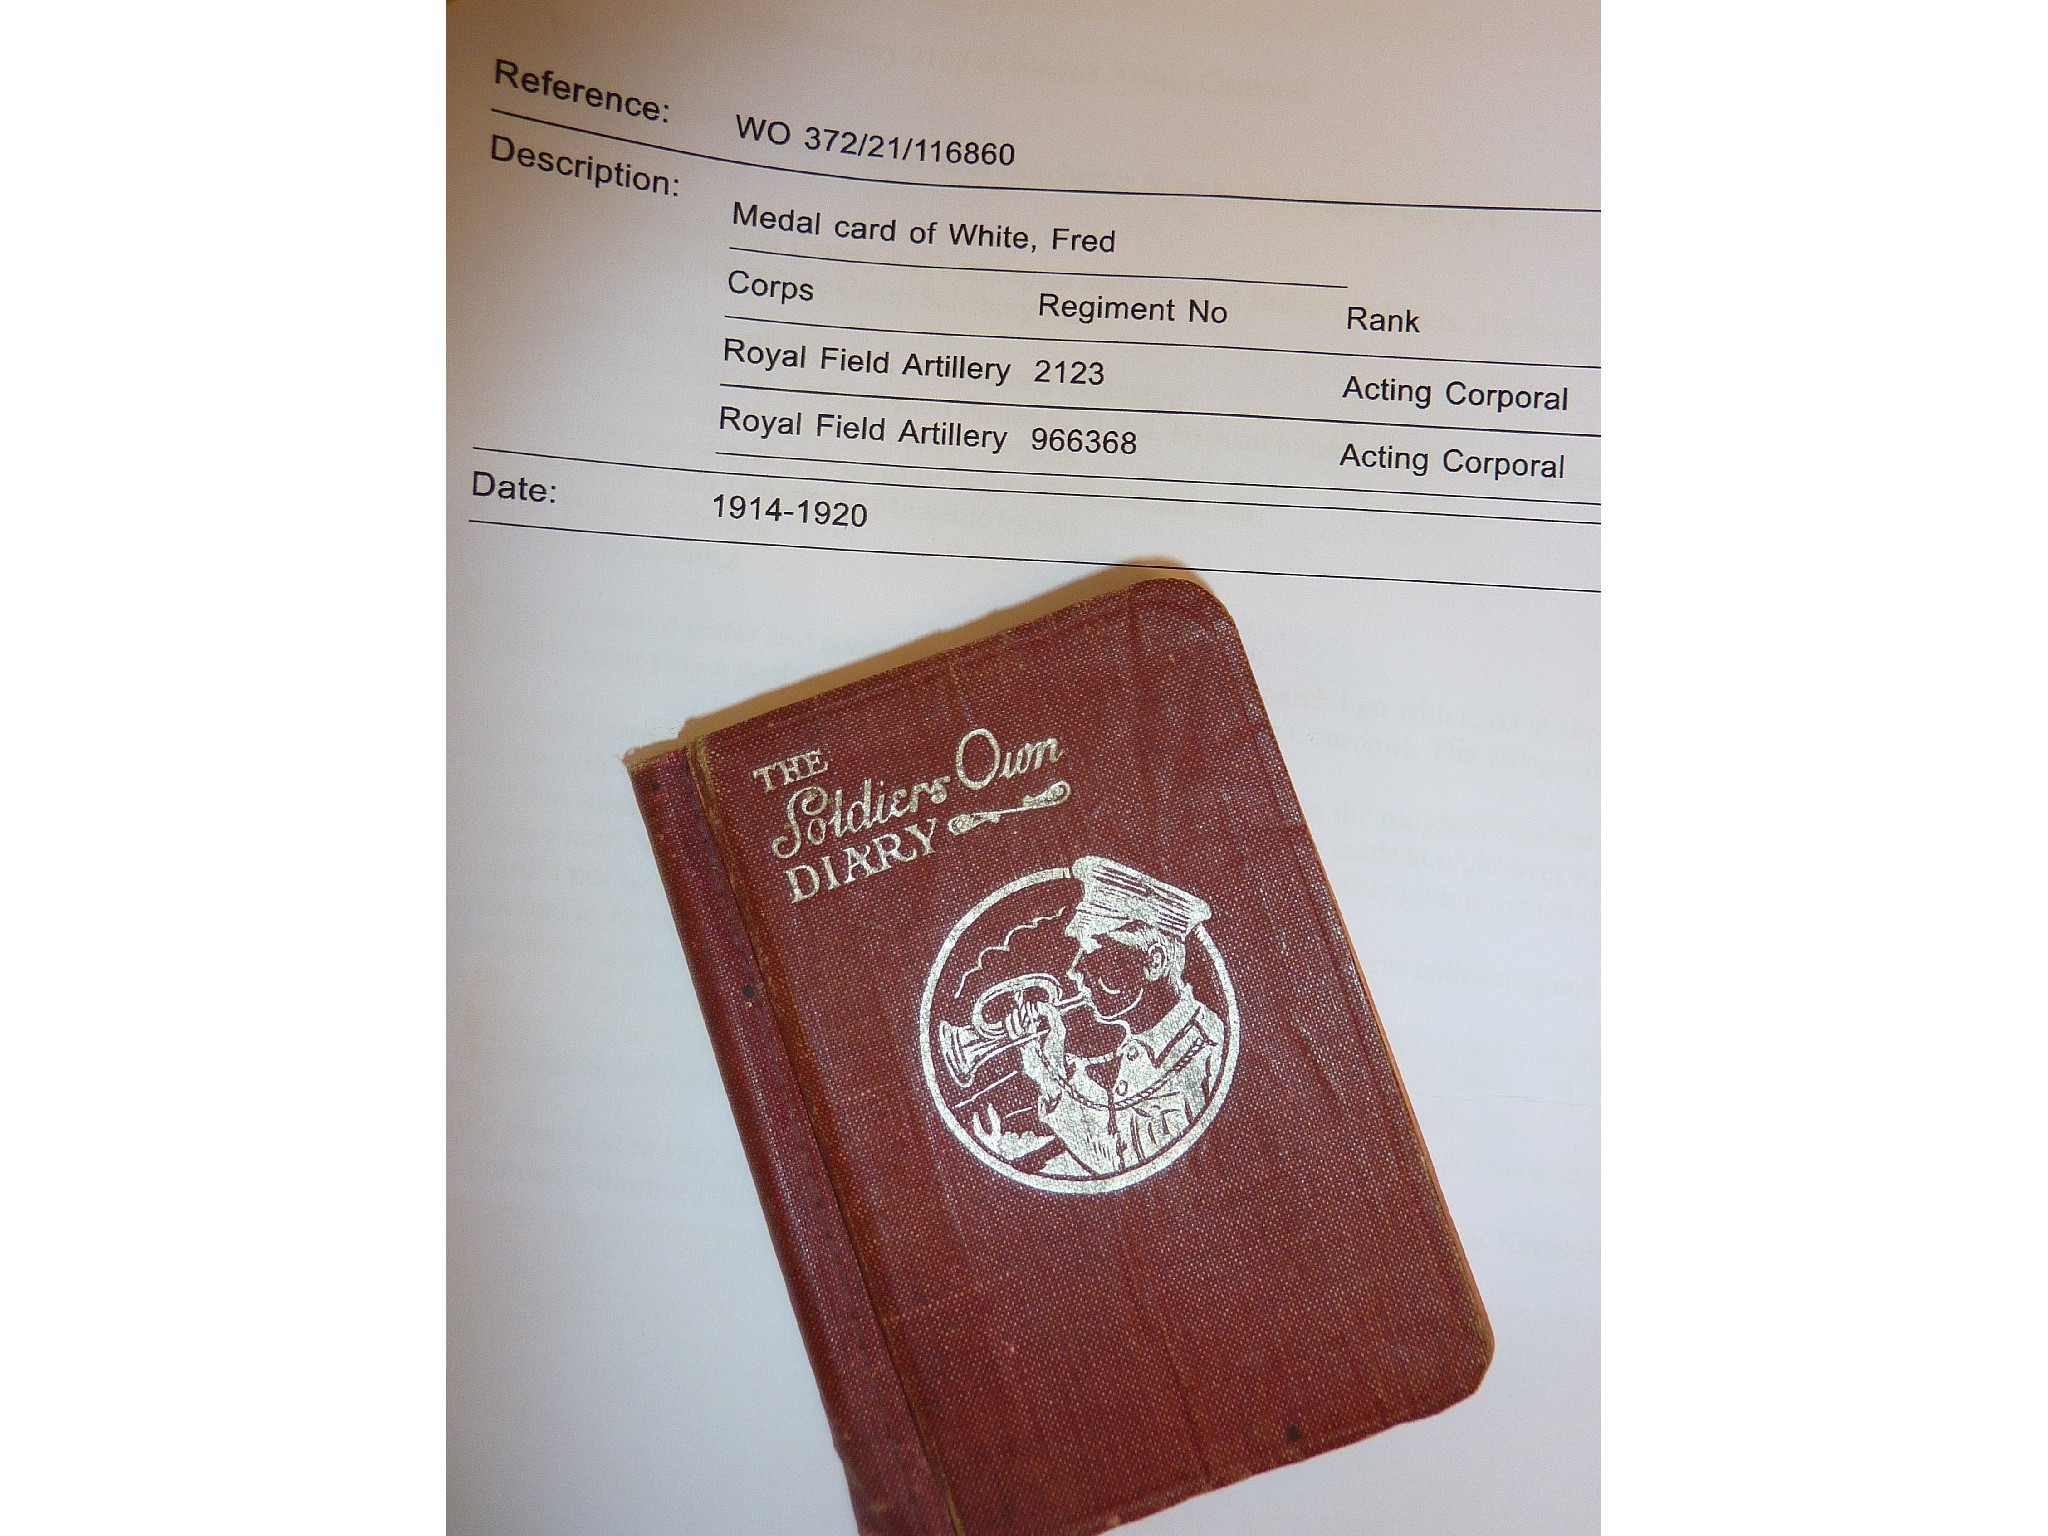 Reference: WO 372/21/116860
Description:
Medal card of White, Fred
Corps Regiment No Rank
Royal Field Artillery 2123 Acting Corporal
Royal Field Artillery 966368 Acting Corporal
Date: 1914-1920
THE
Soldiers Own
DIARY